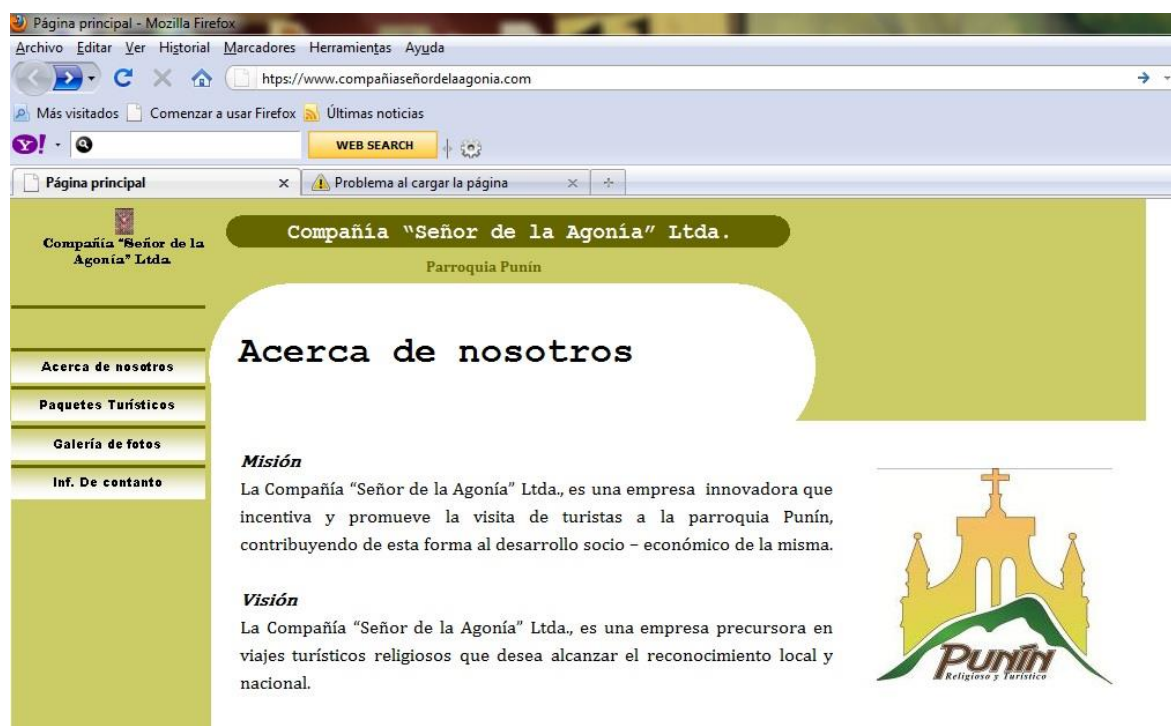 Página principal - Mozilla Firefox
Archivo Editar Ver Historial Marcadores Herramientas Ayuda
htps://www.compañiaseñordelaagonia.com
Más visitados Comenzar a usar Firefox Últimas noticias
Y! WEB SEARCH
Página principal Problema al cargar la página
Compañía "Señor de la
Agonía" Ltda.
Compañía "Señor de la Agonía" Ltda.
Parroquia Punín
Acerca de nosotros
Acerca de nosotros
Paquetes Turísticos
Galería de fotos
Inf. De contanto
Misión
La Compañía “Señor de la Agonía” Ltda., es una empresa innovadora que
incentiva y promueve la visita de turistas a la parroquia Punín,
contribuyendo de esta forma al desarrollo socio – económico de la misma.
Visión
La Compañía “Señor de la Agonía” Ltda., es una empresa precursora en
viajes turísticos religiosos que desea alcanzar el reconocimiento local y
nacional.
PUNÍN
Religioso y Turístico